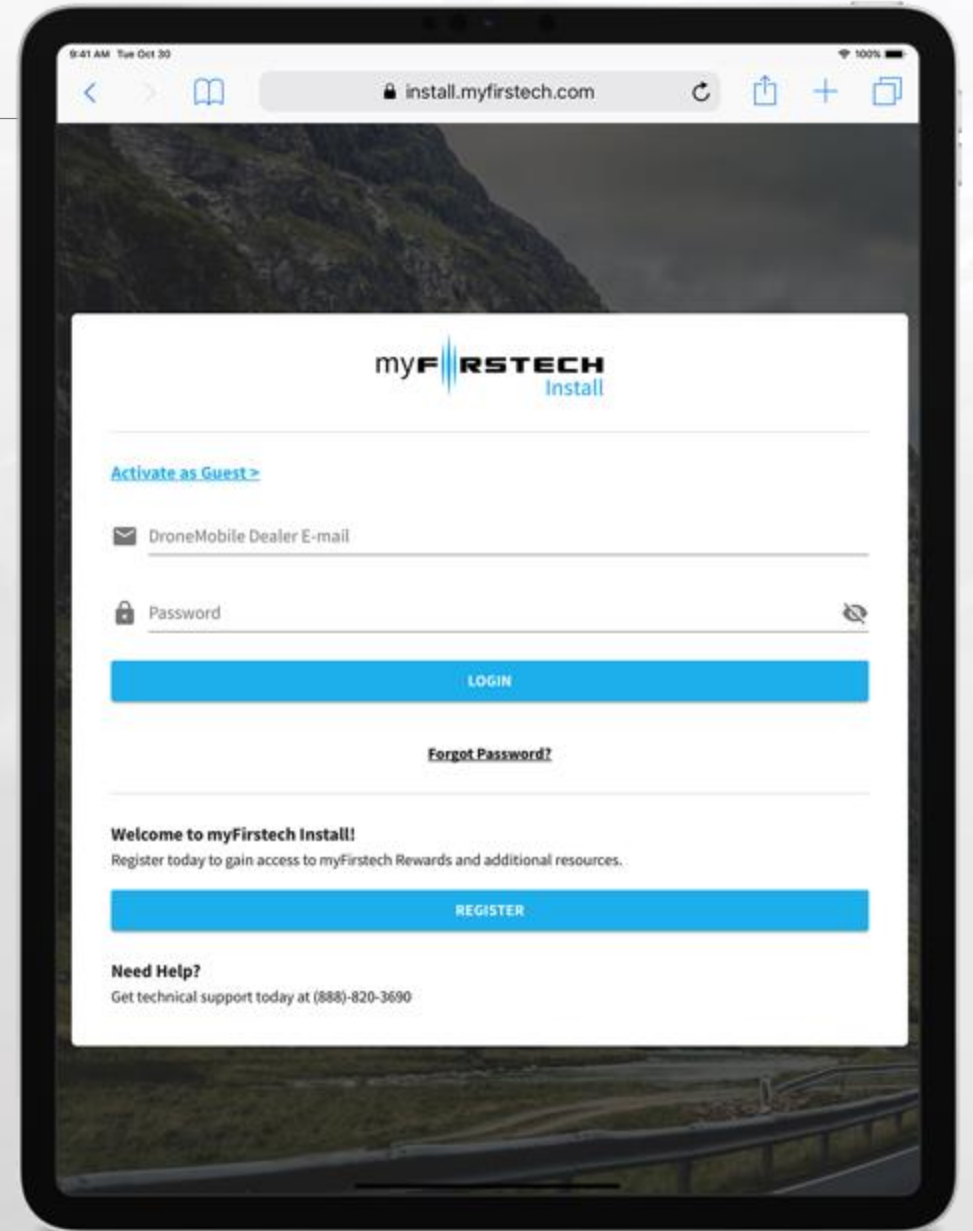 9:41 AM Tue Oct 30
100%
install.myfirstech.com
myFIRSTECH
Install
Activate as Guest >
DroneMobile Dealer E-mail
Password
LOGIN
Forgot Password?
Welcome to myFirstech Install!
Register today to gain access to myFirstech Rewards and additional resources.
REGISTER
Need Help?
Get technical support today at (888)-820-3690